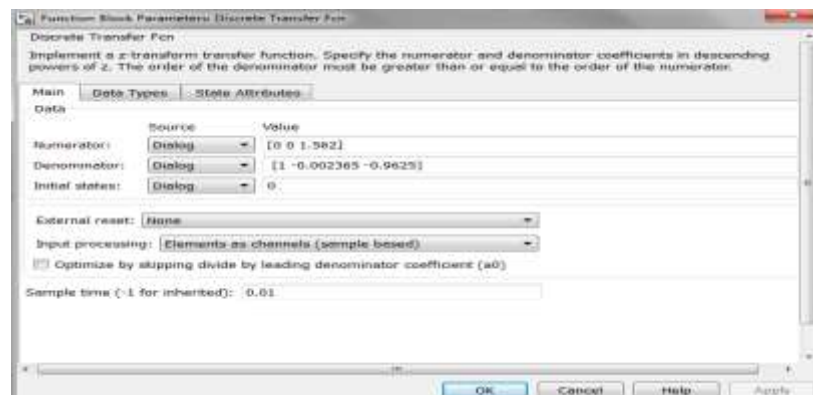 Function Block Parameters: Discrete Transfer Fcn
Discrete Transfer Fcn
Implement a z-transform transfer function. Specify the numerator and denominator coefficients in descending
powers of z. The order of the denominator must be greater than or equal to the order of the numerator.
Main Data Types State Attributes
Data
Source Value
Numerator: Dialog [0 0 1.582]
Denominator: Dialog [1 -0.002365 -0.9625]
Initial states: Dialog 0
External reset: None
Input processing: Elements as channels (sample based)
Optimize by skipping divide by leading denominator coefficient (a0)
Sample time (-1 for inherited): 0.01
OK Cancel Help Apply